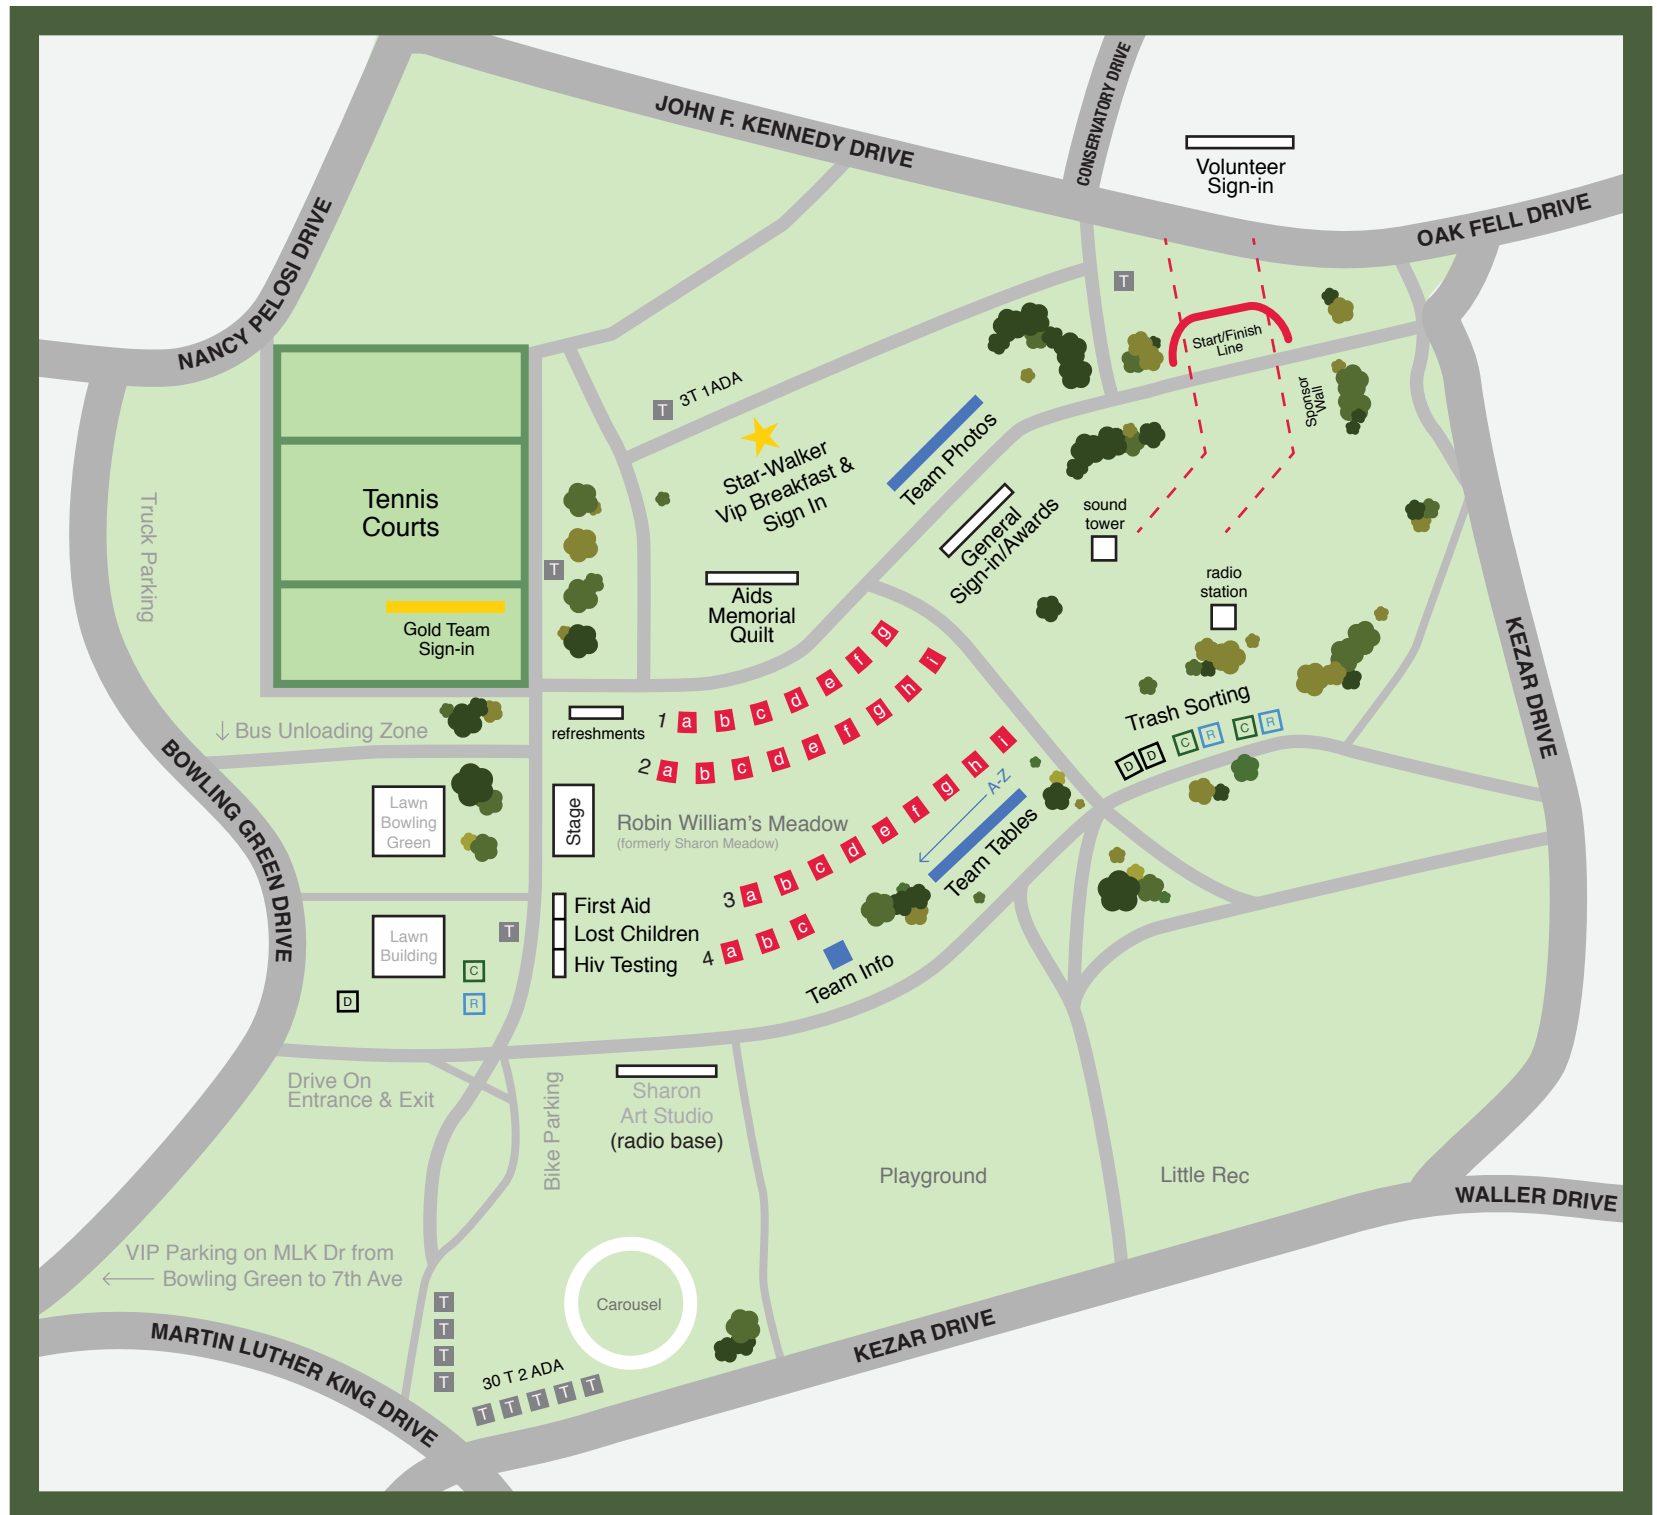 JOHN F. KENNEDY DRIVE
CONSERVATORY DRIVE
Volunteer
Sign-in
OAK FELL DRIVE
NANCY PELOSI DRIVE
T
Start/Finish
Line
T 3T 1ADA
Wall
Sponsor
Star-Walker
Vip Breakfast &
Sign In
Team Photos
Truck Parking
Tennis
Courts
General
Sign-in/Awards
sound
tower
T
radio
station
Aids
Memorial
Quilt
Gold Team
Sign-in
KEZAR DRIVE
↓ Bus Unloading Zone
refreshments
1 a b c d e f g
2 a b c d e f g h i
Trash Sorting
D D C R C R
BOWLING GREEN DRIVE
Lawn
Bowling
Green
Stage
Robin William's Meadow
(formerly Sharon Meadow)
A-Z
Team Tables
3 a b c d e f g h i
4 a b c
First Aid
Lost Children
Hiv Testing
Team Info
Lawn
Building
T
C
D
R
Drive On
Entrance & Exit
Bike Parking
Sharon
Art Studio
(radio base)
Playground
Little Rec
WALLER DRIVE
VIP Parking on MLK Dr from
← Bowling Green to 7th Ave
Carousel
T
T
T
T
30 T 2 ADA
T T T T T
MARTIN LUTHER KING DRIVE
KEZAR DRIVE